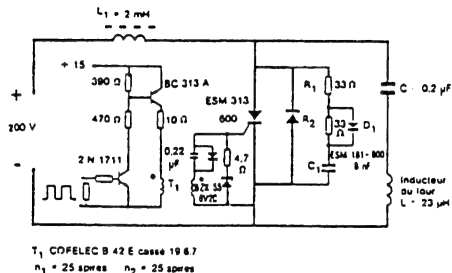 L1 = 2 mH
+ 15
390 Ω
BC 313 A
+
200 V
-
470 Ω
10 Ω
ESM 313
600
R1
33 Ω
33 Ω
D1
R2
C = 0,2 µF
2 N 1711
0,22
µF
T1
4,7
Ω
8V2C
C1
ESM 181-800
8 nF
Inducteur
du four
L = 23 µH
T1 COFELEC B 42 E cassé 19.6.7
n1 = 25 spires n2 = 25 spires